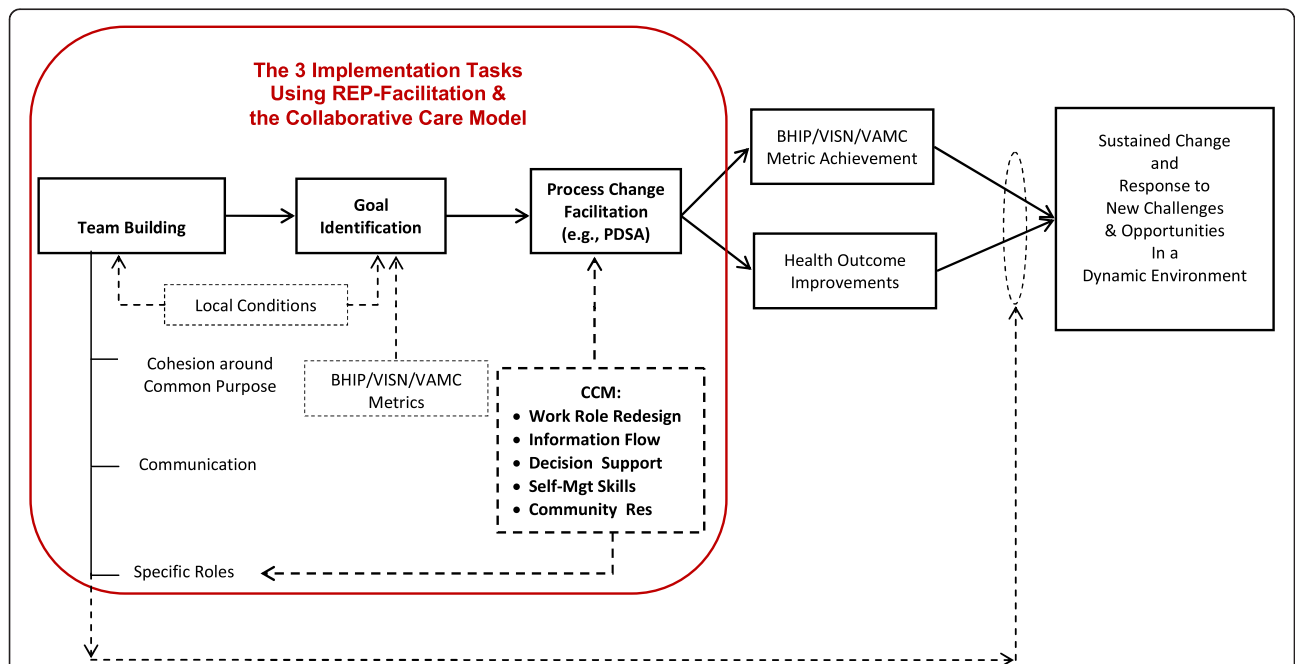 The 3 Implementation Tasks
Using REP-Facilitation &
the Collaborative Care Model
Team Building
Goal
Identification
Process Change
Facilitation
(e.g., PDSA)
BHIP/VISN/VAMC
Metric Achievement
Health Outcome
Improvements
Sustained Change
and
Response to
New Challenges
& Opportunities
In a
Dynamic Environment
Local Conditions
Cohesion around
Common Purpose
BHIP/VISN/VAMC
Metrics
Communication
Specific Roles
CCM:
• Work Role Redesign
• Information Flow
• Decision Support
• Self-Mgt Skills
• Community Res